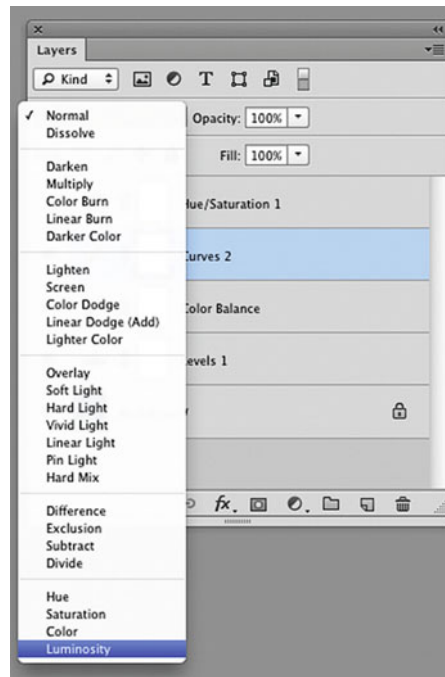 Layers
Kind T
✓ Normal Opacity: 100%
Dissolve
Fill: 100%
Darken
Multiply
Color Burn
Linear Burn
Darker Color
Hue/Saturation 1
Lighten
Screen
Color Dodge
Linear Dodge (Add)
Lighter Color
Curves 2
Color Balance
Overlay
Soft Light
Hard Light
Vivid Light
Linear Light
Pin Light
Hard Mix
Levels 1
Difference
Exclusion
Subtract
Divide
fx.
Hue
Saturation
Color
Luminosity